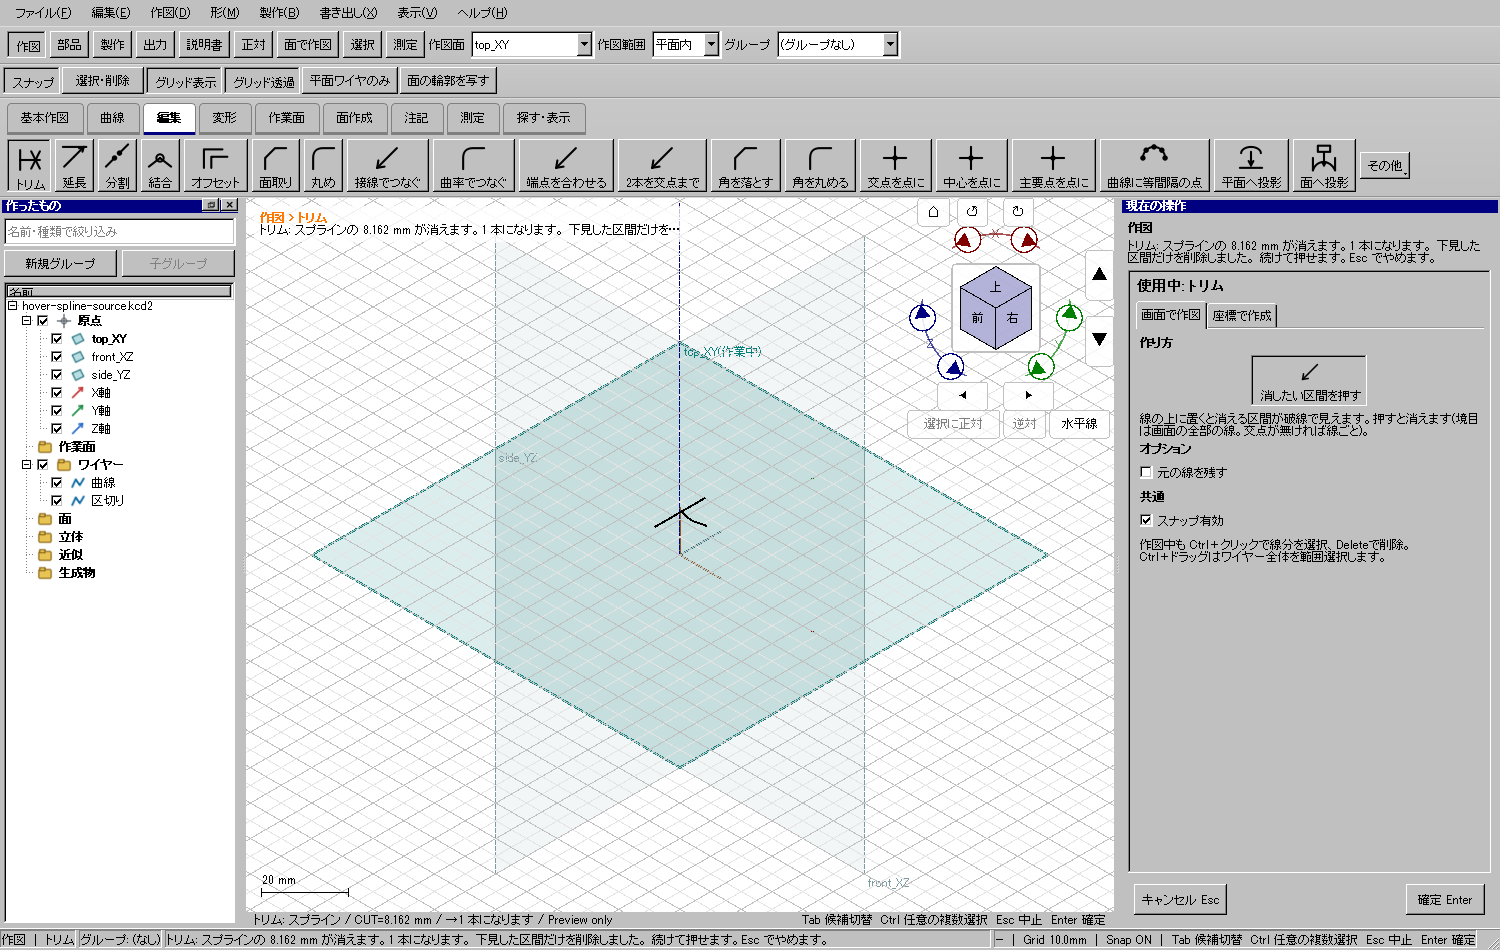 ファイル(F) 編集(E) 作図(D) 形(M) 製作(B) 書き出し(X) 表示(V) ヘルプ(H)
作図 部品 製作 出力 説明書 正対 面で作図 選択 測定 作図面 top_XY 作図範囲 平面内 グループ (グループなし)
スナップ 選択・削除 グリッド表示 グリッド透過 平面ワイヤのみ 面の輪郭を写す
基本作図 曲線 編集 変形 作業面 面作成 注記 測定 探す・表示
トリム 延長 分割 結合 オフセット 面取り 丸め 接線でつなぐ 曲率でつなぐ 端点を合わせる 2本を交点まで 角を落とす 角を丸める 交点を点に 中心を点に 主要点を点に 曲線に等間隔の点 平面へ投影 面へ投影 その他
作ったもの
名前・種類で絞り込み
新規グループ 子グループ
名前
hover-spline-source.kcd2
原点
top_XY
front_XZ
side_YZ
X軸
Y軸
Z軸
作業面
ワイヤー
曲線
区切り
面
立体
近似
生成物
作図 > トリム
トリム: スプラインの 8.162 mm が消えます。1 本になります。 下見した区間だけを…
top_XY(作業中)
side_YZ
front_XZ
X
Z
上
前 右
選択に正対 逆対 水平線
20 mm
トリム: スプライン / CUT=8.162 mm / →1 本になります / Preview only
Tab 候補切替 Ctrl 任意の複数選択 Esc 中止 Enter 確定
現在の操作
作図
トリム: スプラインの 8.162 mm が消えます。1 本になります。 下見した
区間だけを削除しました。続けて押せます。Esc でやめます。
使用中: トリム
画面で作図 座標で作成
作り方
消したい区間を押す
線の上に置くと消える区間が破線で見えます。押すと消えます(境目
は画面の全部の線。交点が無ければ線ごと)。
オプション
元の線を残す
共通
スナップ有効
作図中も Ctrl＋クリックで線分を選択、Deleteで削除。
Ctrl＋ドラッグはワイヤー全体を範囲選択します。
キャンセル Esc 確定 Enter
作図 | トリム グループ: (なし) トリム: スプラインの 8.162 mm が消えます。1 本になります。 下見した区間だけを削除しました。続けて押せます。Esc でやめます。
— | Grid 10.0mm | Snap ON | Tab 候補切替 Ctrl 任意の複数選択 Esc 中止 Enter 確定